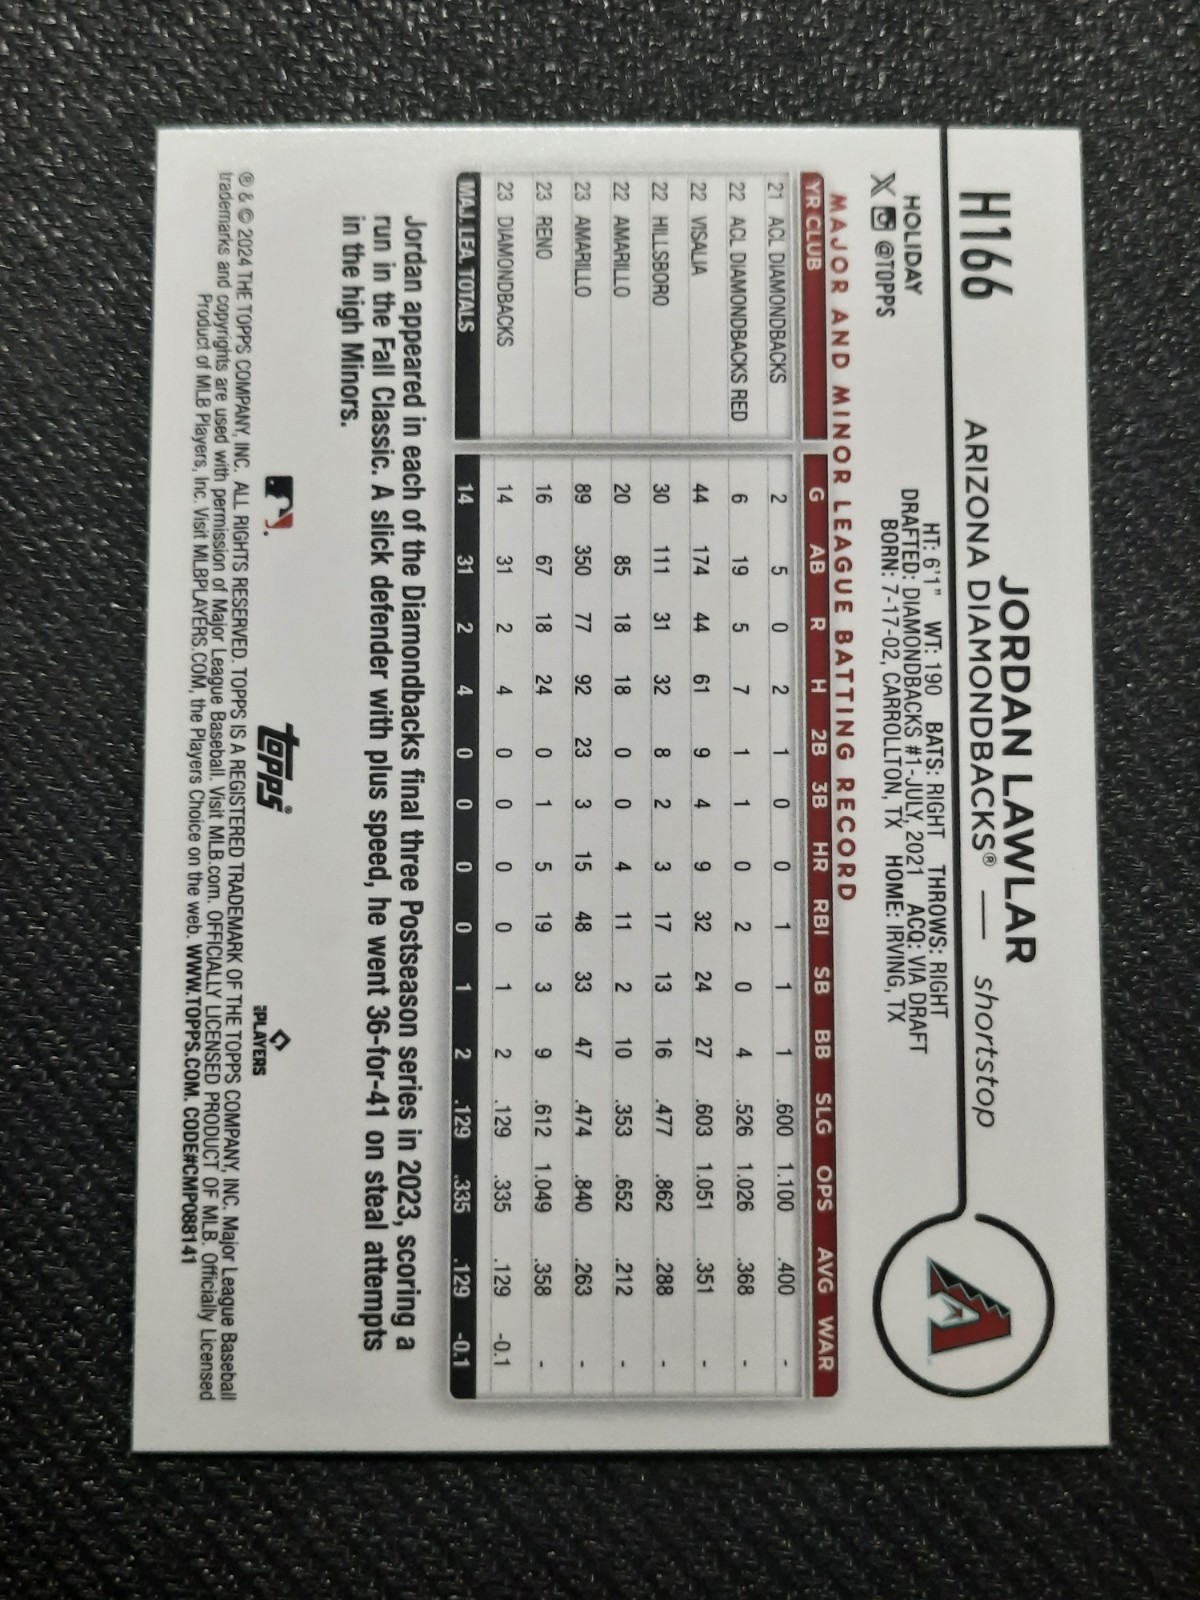 H166
JORDAN LAWLAR
ARIZONA DIAMONDBACKS® — shortstop
HOLIDAY
X @TOPPS
HT: 6'1" WT: 190 BATS: RIGHT THROWS: RIGHT
DRAFTED: DIAMONDBACKS #1-JULY, 2021 ACQ: VIA DRAFT
BORN: 7-17-02, CARROLLTON, TX HOME: IRVING, TX
A
MAJOR AND MINOR LEAGUE BATTING RECORD
YR CLUB G AB R H 2B 3B HR RBI SB BB SLG OPS AVG WAR
21 ACL DIAMONDBACKS 2 5 0 2 1 0 0 1 1 1 .600 1.100 .400 -
22 ACL DIAMONDBACKS RED 6 19 5 7 1 1 0 2 0 4 .526 1.026 .368 -
22 VISALIA 44 174 44 61 9 4 9 32 24 27 .603 1.051 .351 -
22 HILLSBORO 30 111 31 32 8 2 3 17 13 16 .477 .862 .288 -
22 AMARILLO 20 85 18 18 0 0 4 11 2 10 .353 .652 .212 -
23 AMARILLO 89 350 77 92 23 3 15 48 33 47 .474 .840 .263 -
23 RENO 16 67 18 24 0 1 5 19 3 9 .612 1.049 .358 -
23 DIAMONDBACKS 14 31 2 4 0 0 0 0 1 2 .129 .335 .129 -0.1
MAJ LEA TOTALS 14 31 2 4 0 0 0 0 1 2 .129 .335 .129 -0.1
Jordan appeared in each of the Diamondbacks final three Postseason series in 2023, scoring a
run in the Fall Classic. A slick defender with plus speed, he went 36-for-41 on steal attempts
in the high Minors.
topps®
PLAYERS
® & © 2024 THE TOPPS COMPANY, INC. ALL RIGHTS RESERVED. TOPPS IS A REGISTERED TRADEMARK OF THE TOPPS COMPANY, INC. Major League Baseball
trademarks and copyrights are used with permission of Major League Baseball. Visit MLB.com. OFFICIALLY LICENSED PRODUCT OF MLB. Officially Licensed
Product of MLB Players, Inc. Visit MLBPLAYERS.COM, the Players Choice on the web. WWW.TOPPS.COM. CODE#CMP088141